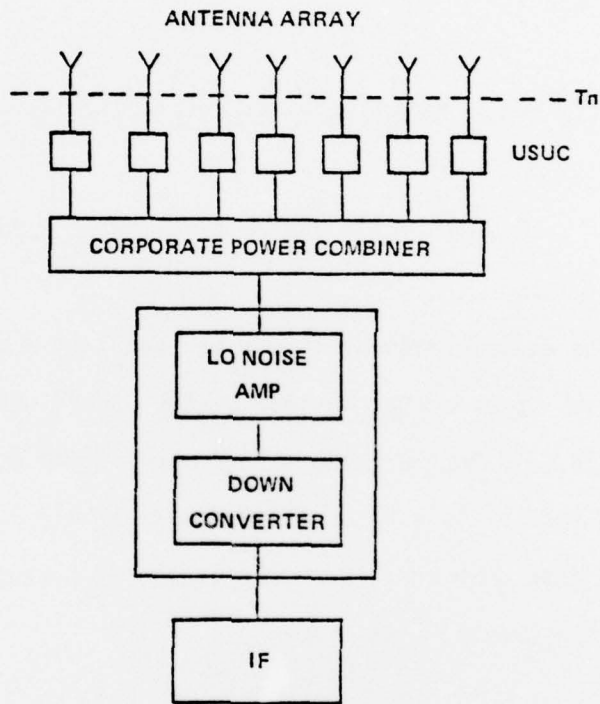 ANTENNA ARRAY
Tn
USUC
CORPORATE POWER COMBINER
LO NOISE
AMP
DOWN
CONVERTER
IF